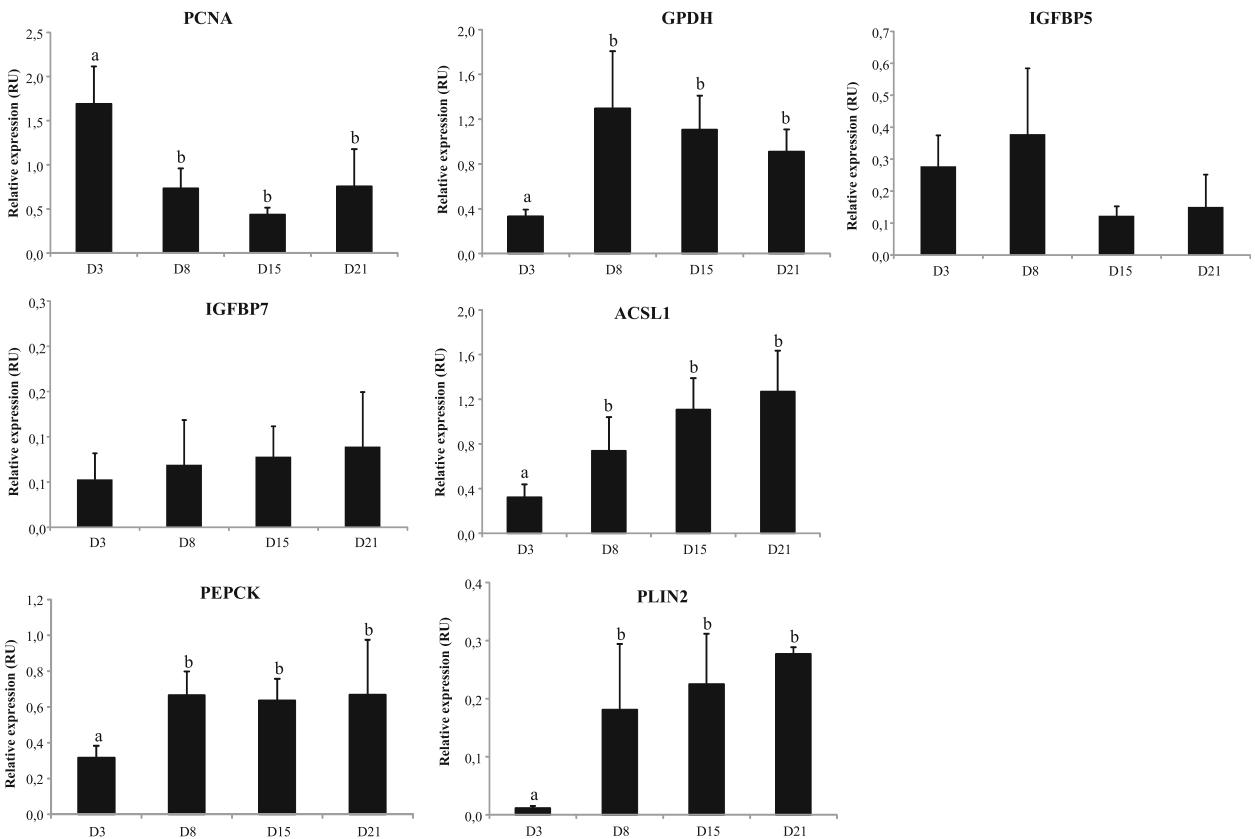 PCNA
Relative expression (RU)
2,5
2,0
1,5
1,0
0,5
0,0
a
b
b
b
D3 D8 D15 D21
GPDH
Relative expression (RU)
2,0
1,6
1,2
0,8
0,4
0,0
a
b
b
b
D3 D8 D15 D21
IGFBP5
Relative expression (RU)
0,7
0,6
0,5
0,4
0,3
0,2
0,1
0,0
D3 D8 D15 D21
IGFBP7
Relative expression (RU)
0,3
0,2
0,2
0,1
0,1
0,0
D3 D8 D15 D21
ACSL1
Relative expression (RU)
2,0
1,6
1,2
0,8
0,4
0,0
a
b
b
b
D3 D8 D15 D21
PEPCK
Relative expression (RU)
1,2
1,0
0,8
0,6
0,4
0,2
0,0
a
b
b
b
D3 D8 D15 D21
PLIN2
Relative expression (RU)
0,4
0,3
0,2
0,1
0,0
a
b
b
b
D3 D8 D15 D21